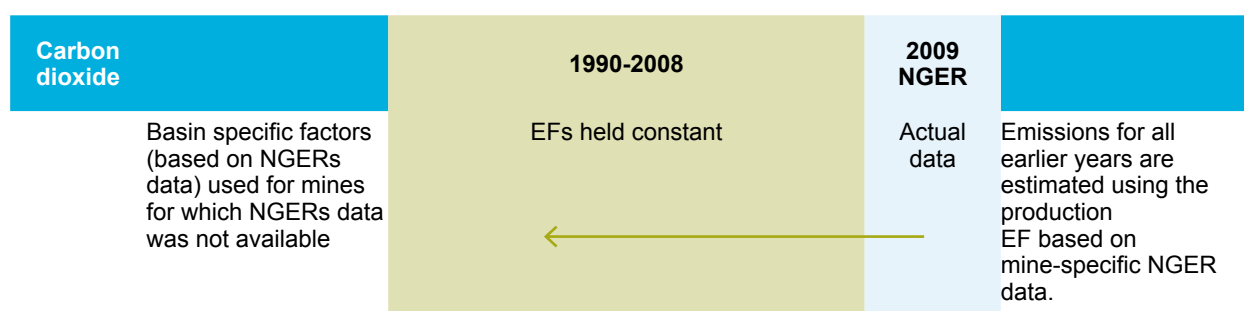 Carbon
dioxide
1990-2008
2009
NGER
Basin specific factors
(based on NGERs
data) used for mines
for which NGERs data
was not available
EFs held constant
Actual
data
Emissions for all
earlier years are
estimated using the
production
EF based on
mine-specific NGER
data.